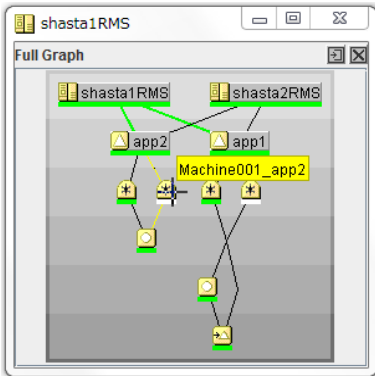 shasta1RMS
Full Graph
shasta1RMS
shasta2RMS
app2
app1
Machine001_app2